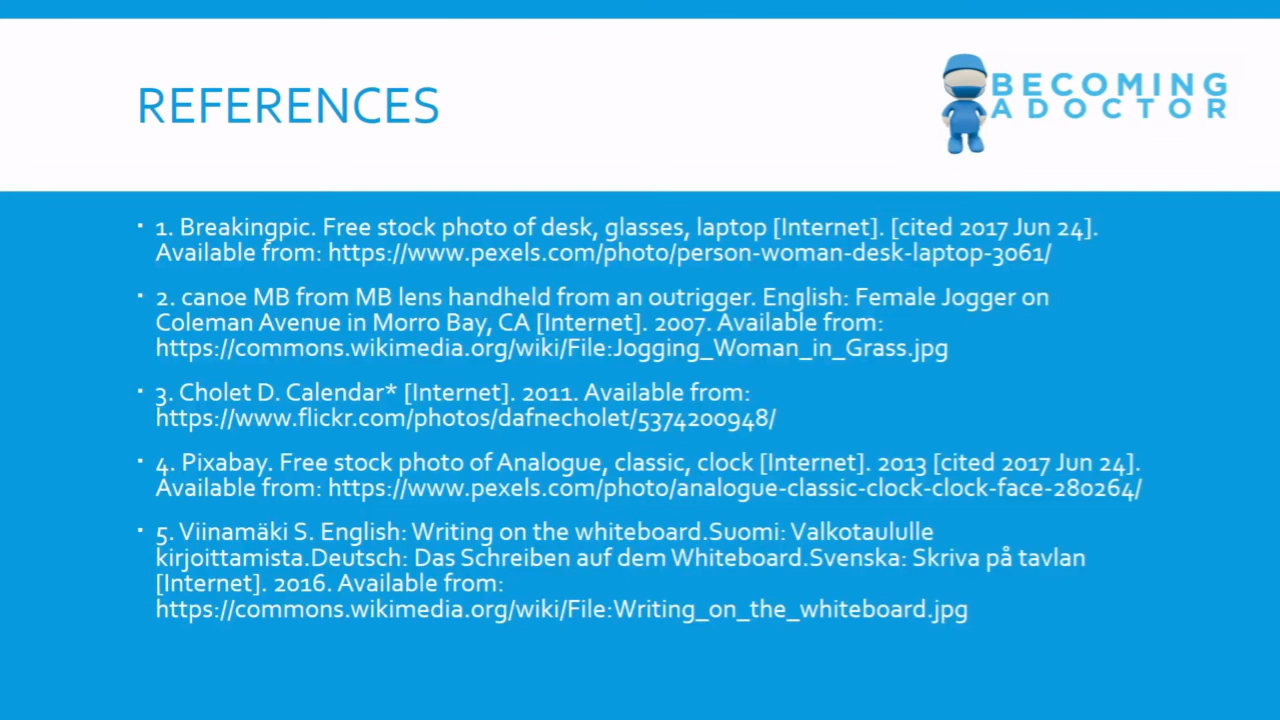 REFERENCES
BECOMING
A DOCTOR
1. Breakingpic. Free stock photo of desk, glasses, laptop [Internet]. [cited 2017 Jun 24].
Available from: https://www.pexels.com/photo/person-woman-desk-laptop-3061/
2. canoe MB from MB lens handheld from an outrigger. English: Female Jogger on
Coleman Avenue in Morro Bay, CA [Internet]. 2007. Available from:
https://commons.wikimedia.org/wiki/File:Jogging_Woman_in_Grass.jpg
3. Cholet D. Calendar* [Internet]. 2011. Available from:
https://www.flickr.com/photos/dafnecholet/5374200948/
4. Pixabay. Free stock photo of Analogue, classic, clock [Internet]. 2013 [cited 2017 Jun 24].
Available from: https://www.pexels.com/photo/analogue-classic-clock-clock-face-280264/
5. Viinamäki S. English: Writing on the whiteboard.Suomi: Valkotaululle
kirjoittamista.Deutsch: Das Schreiben auf dem Whiteboard.Svenska: Skriva på tavlan
[Internet]. 2016. Available from:
https://commons.wikimedia.org/wiki/File:Writing_on_the_whiteboard.jpg